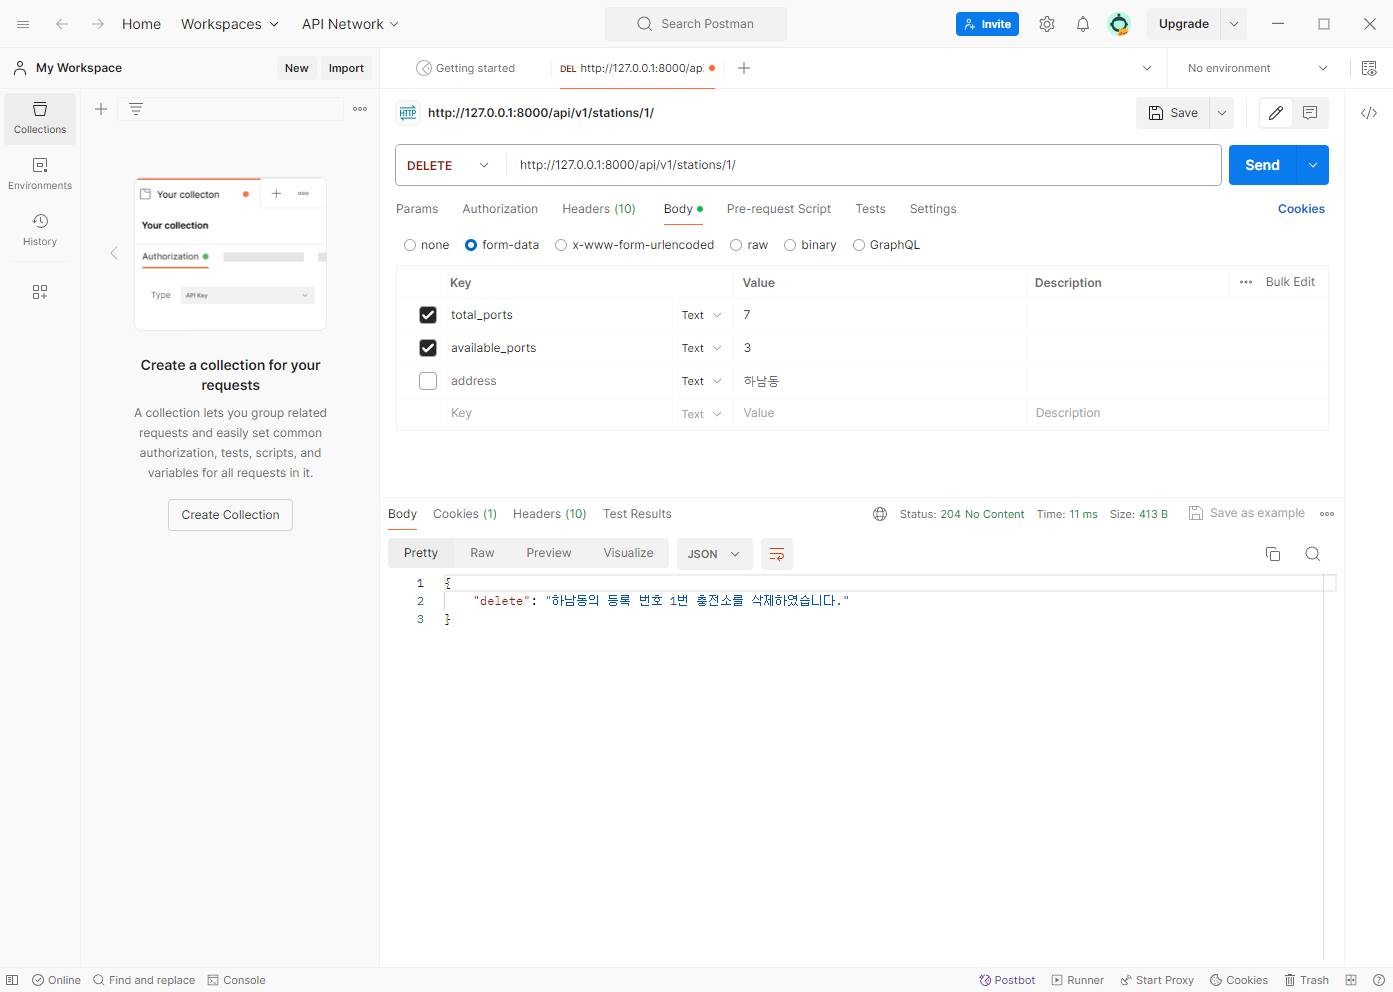 Home Workspaces API Network Search Postman Invite Upgrade
My Workspace New Import
Getting started DEL http://127.0.0.1:8000/ap No environment
Collections
Environments
History
Your collecton
Your collection
Authorization
Type API Key
Create a collection for your
requests
A collection lets you group related
requests and easily set common
authorization, tests, scripts, and
variables for all requests in it.
Create Collection
HTTP http://127.0.0.1:8000/api/v1/stations/1/ Save
DELETE http://127.0.0.1:8000/api/v1/stations/1/ Send
Params Authorization Headers (10) Body Pre-request Script Tests Settings Cookies
none form-data x-www-form-urlencoded raw binary GraphQL
Key Value Description Bulk Edit
total_ports Text 7
available_ports Text 3
address Text 하남동
Key Text Value Description
Body Cookies (1) Headers (10) Test Results Status: 204 No Content Time: 11 ms Size: 413 B Save as example
Pretty Raw Preview Visualize JSON
1 {
2 "delete": "하남동의 등록 번호 1번 충전소를 삭제하였습니다."
3 }
Online Find and replace Console Postbot Runner Start Proxy Cookies Trash